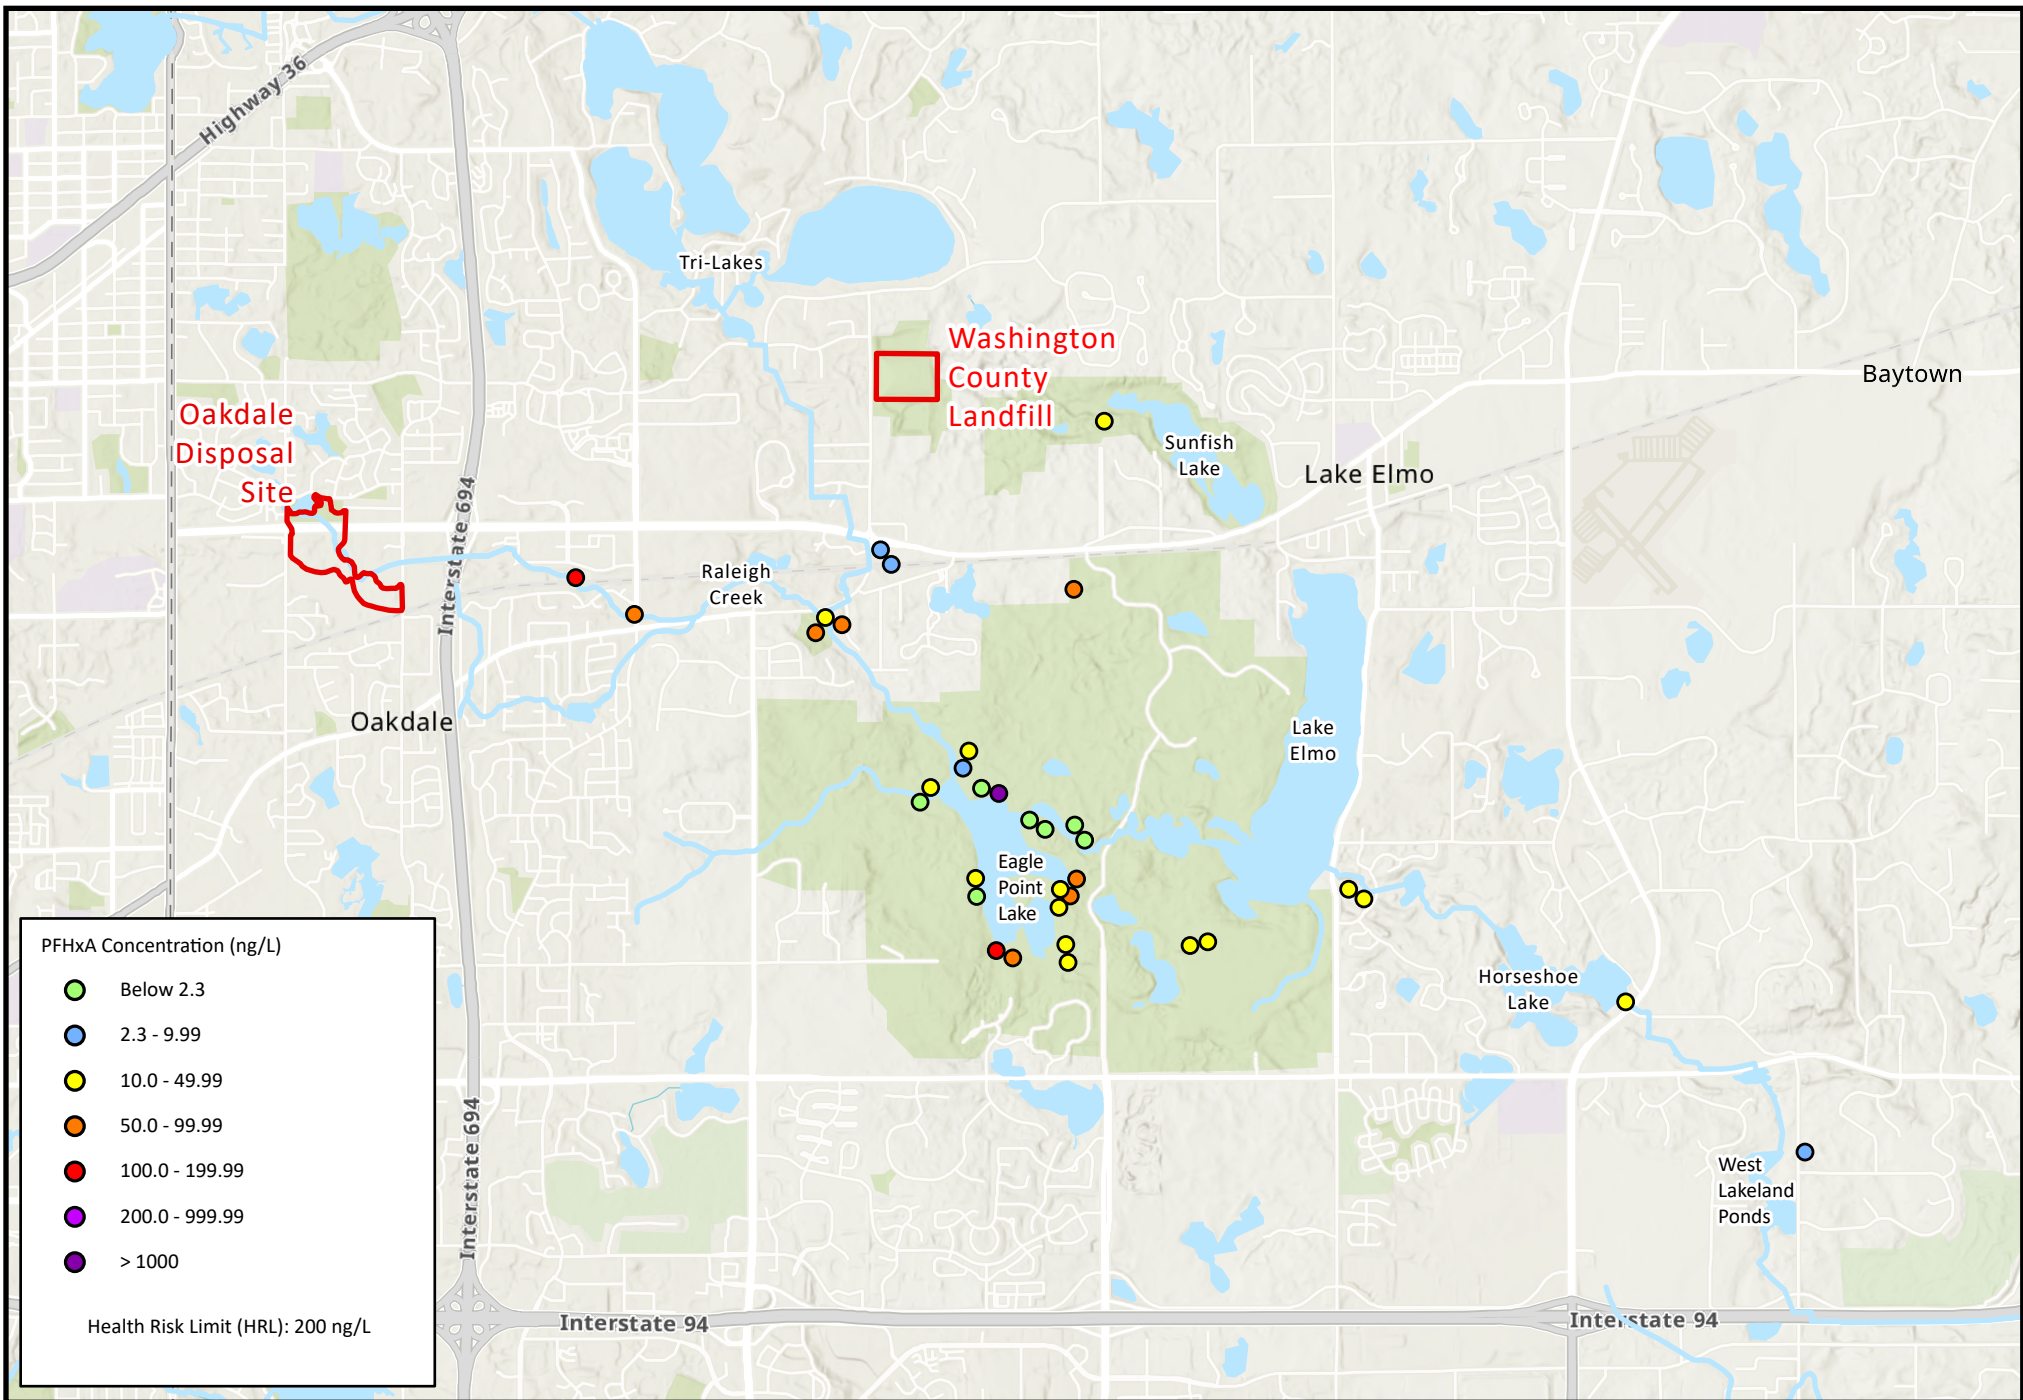 Highway 36
Tri-Lakes
Washington
County
Landfill
Baytown
Oakdale
Disposal
Site
Sunfish
Lake
Lake Elmo
Interstate 694
Raleigh
Creek
Oakdale
Lake
Elmo
Eagle
Point
Lake
Horseshoe
Lake
PFHxA Concentration (ng/L)
Below 2.3
2.3 - 9.99
10.0 - 49.99
50.0 - 99.99
100.0 - 199.99
200.0 - 999.99
> 1000
Health Risk Limit (HRL): 200 ng/L
Interstate 694
West
Lakeland
Ponds
Interstate 94
Interstate 94